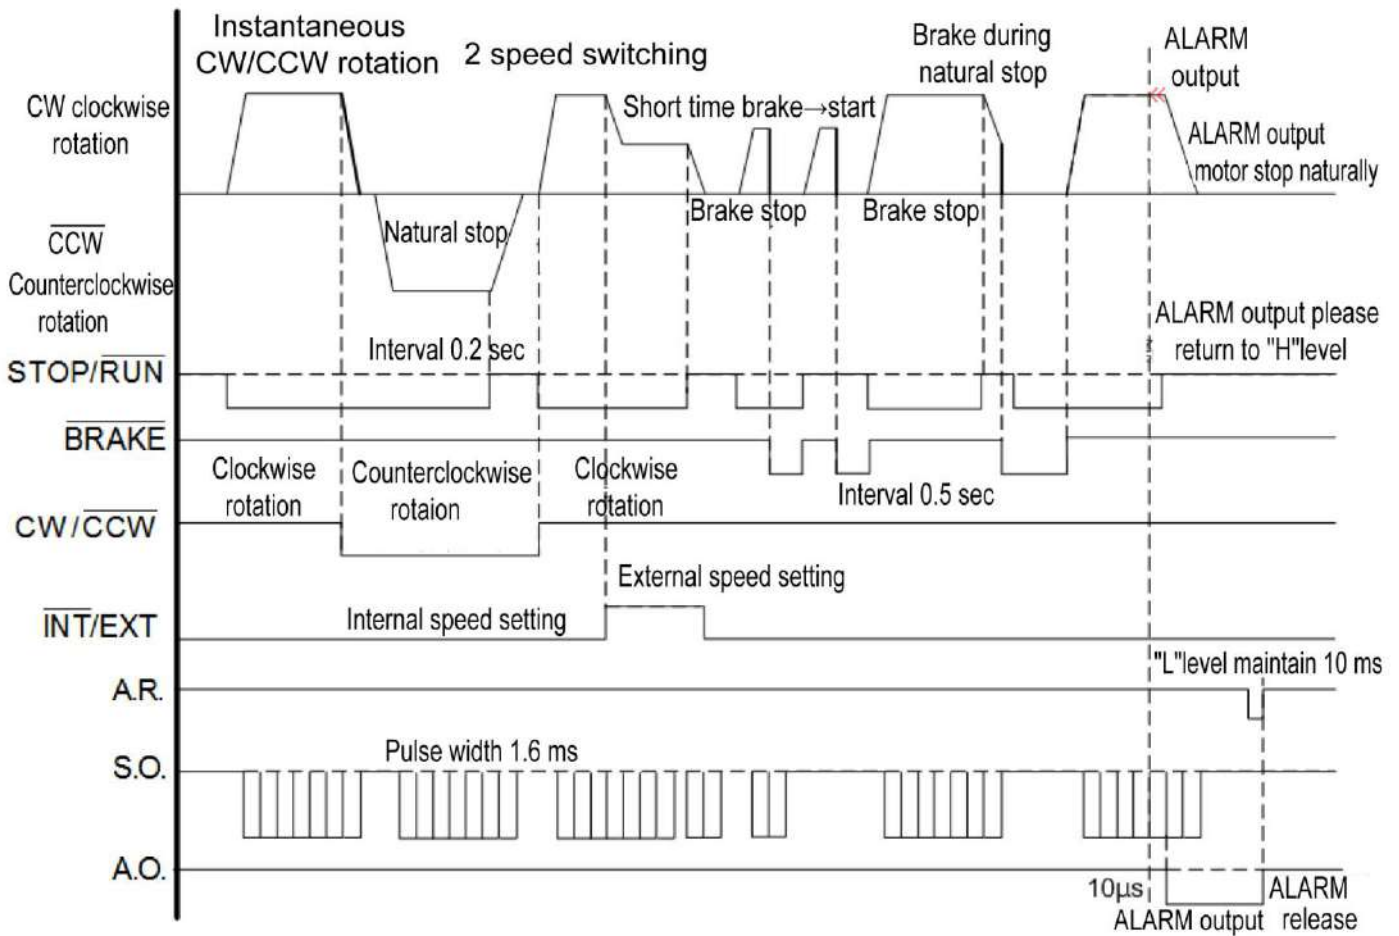 Instantaneous
CW/CCW rotation
2 speed switching
Brake during
natural stop
ALARM
output
CW clockwise
rotation
Short time brake→start
ALARM output
motor stop naturally
Brake stop
Brake stop
CCW
Natural stop
Counterclockwise
rotation
ALARM output please
return to "H"level
Interval 0.2 sec
STOP/RUN
BRAKE
Clockwise
rotation
Counterclockwise
rotaion
Clockwise
rotation
Interval 0.5 sec
CW/CCW
External speed setting
Internal speed setting
INT/EXT
"L"level maintain 10 ms
A.R.
Pulse width 1.6 ms
S.O.
A.O.
10μs
ALARM output
ALARM
release